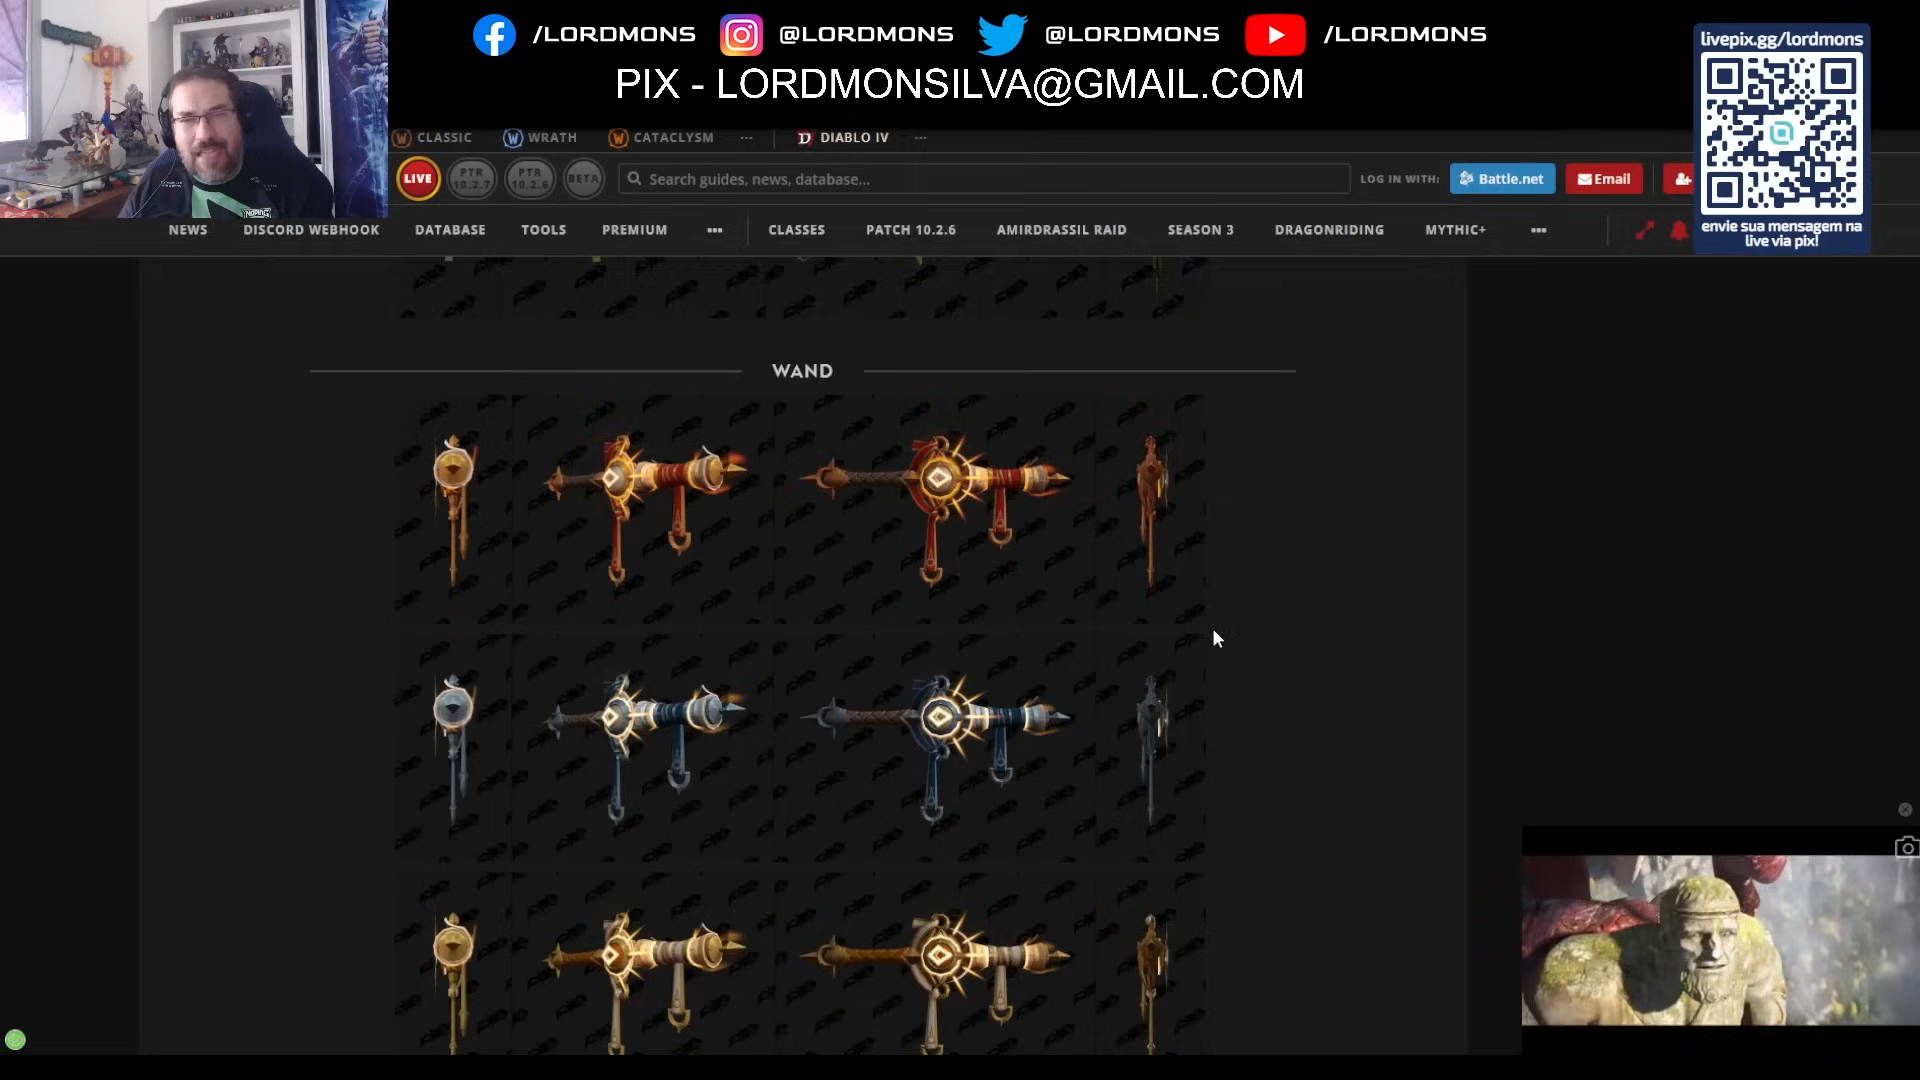 /LORDMONS @LORDMONS @LORDMONS /LORDMONS
PIX - LORDMONSILVA@GMAIL.COM
livepix.gg/lordmons
envie sua mensagem na
live via pix!
CLASSIC WRATH CATACLYSM ... DIABLO IV ...
LIVE PTR 10.2.7 PTR 10.2.6 BETA Search guides, news, database... LOG IN WITH: Battle.net Email
NEWS DISCORD WEBHOOK DATABASE TOOLS PREMIUM ... CLASSES PATCH 10.2.6 AMIRDRASSIL RAID SEASON 3 DRAGONRIDING MYTHIC+ ...
WAND